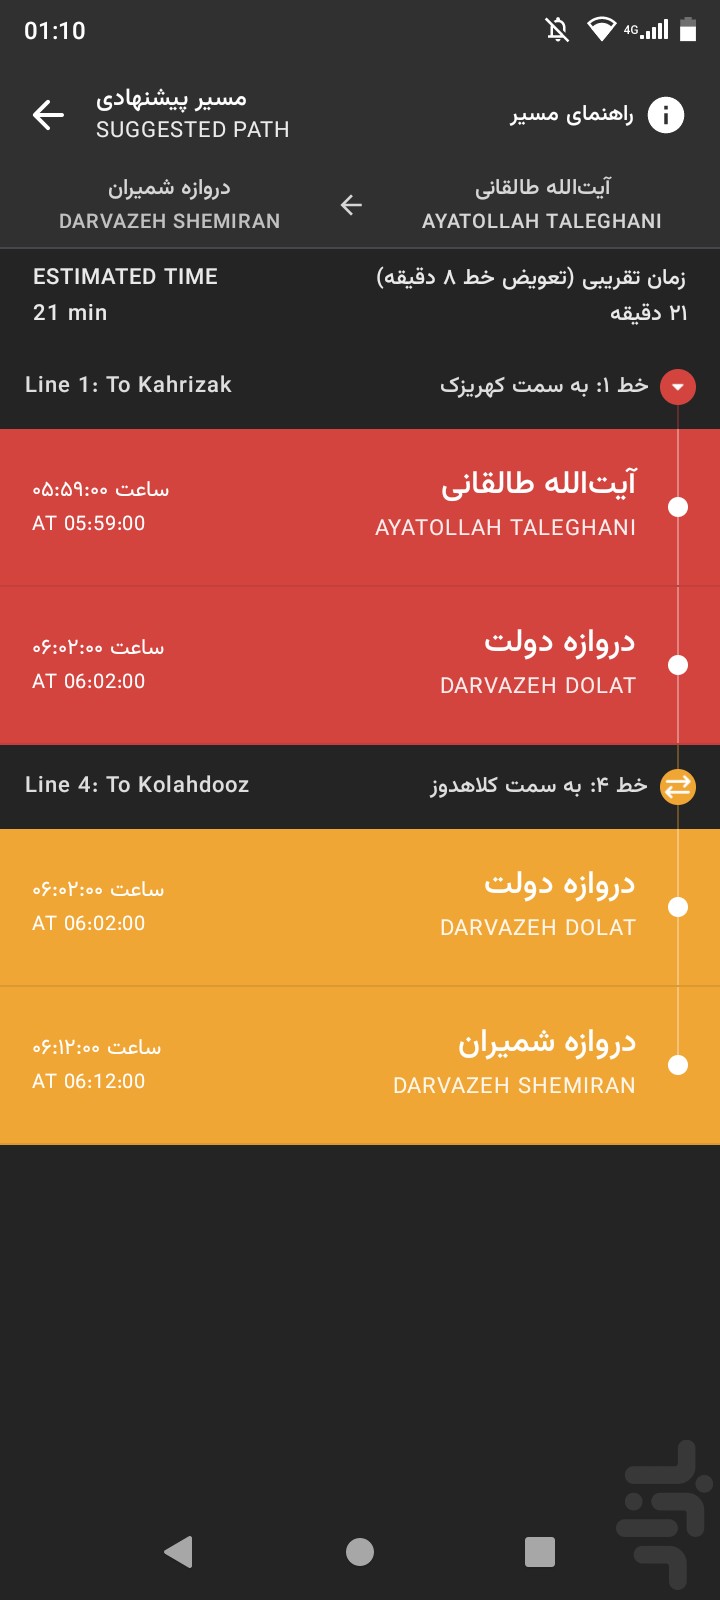 01:10
4G
مسیر پیشنهادی
SUGGESTED PATH
راهنمای مسیر
آیت‌الله طالقانی
AYATOLLAH TALEGHANI
دروازه شمیران
DARVAZEH SHEMIRAN
ESTIMATED TIME
21 min
زمان تقریبی (تعویض خط ۸ دقیقه)
۲۱ دقیقه
Line 1: To Kahrizak
خط ۱: به سمت کهریزک
آیت‌الله طالقانی
AYATOLLAH TALEGHANI
ساعت ۰۵:۵۹:۰۰
AT 05:59:00
دروازه دولت
DARVAZEH DOLAT
ساعت ۰۶:۰۲:۰۰
AT 06:02:00
Line 4: To Kolahdooz
خط ۴: به سمت کلاهدوز
دروازه دولت
DARVAZEH DOLAT
ساعت ۰۶:۰۲:۰۰
AT 06:02:00
دروازه شمیران
DARVAZEH SHEMIRAN
ساعت ۰۶:۱۲:۰۰
AT 06:12:00